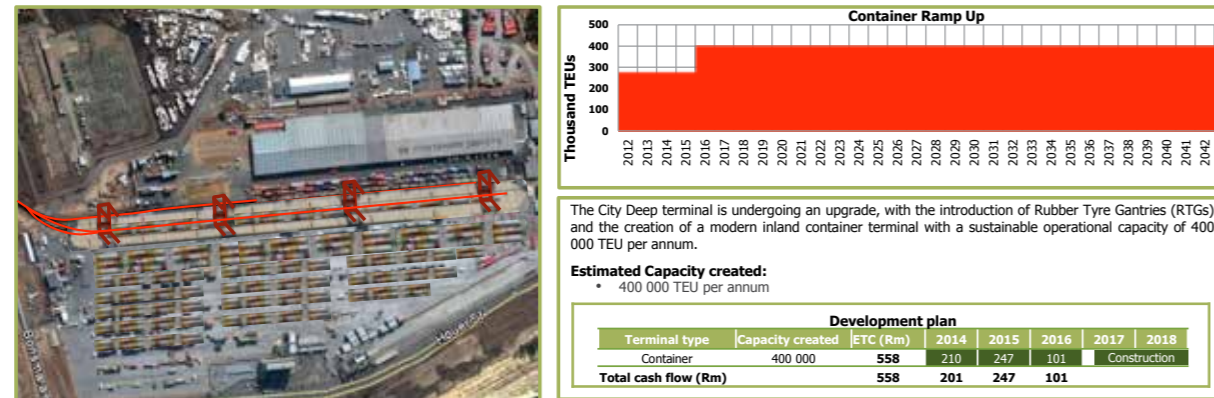 Container Ramp Up
Thousand TEUs
500
400
300
200
100
0
2012 2013 2014 2015 2016 2017 2018 2019 2020 2021 2022 2023 2024 2025 2026 2027 2028 2029 2030 2031 2032 2033 2034 2035 2036 2037 2038 2039 2040 2041 2042
The City Deep terminal is undergoing an upgrade, with the introduction of Rubber Tyre Gantries (RTGs)
and the creation of a modern inland container terminal with a sustainable operational capacity of 400
000 TEU per annum.
Estimated Capacity created:
• 400 000 TEU per annum
Development plan
Terminal type Capacity created ETC (Rm) 2014 2015 2016 2017 2018
Container 400 000 558 210 247 101 Construction
Total cash flow (Rm) 558 201 247 101